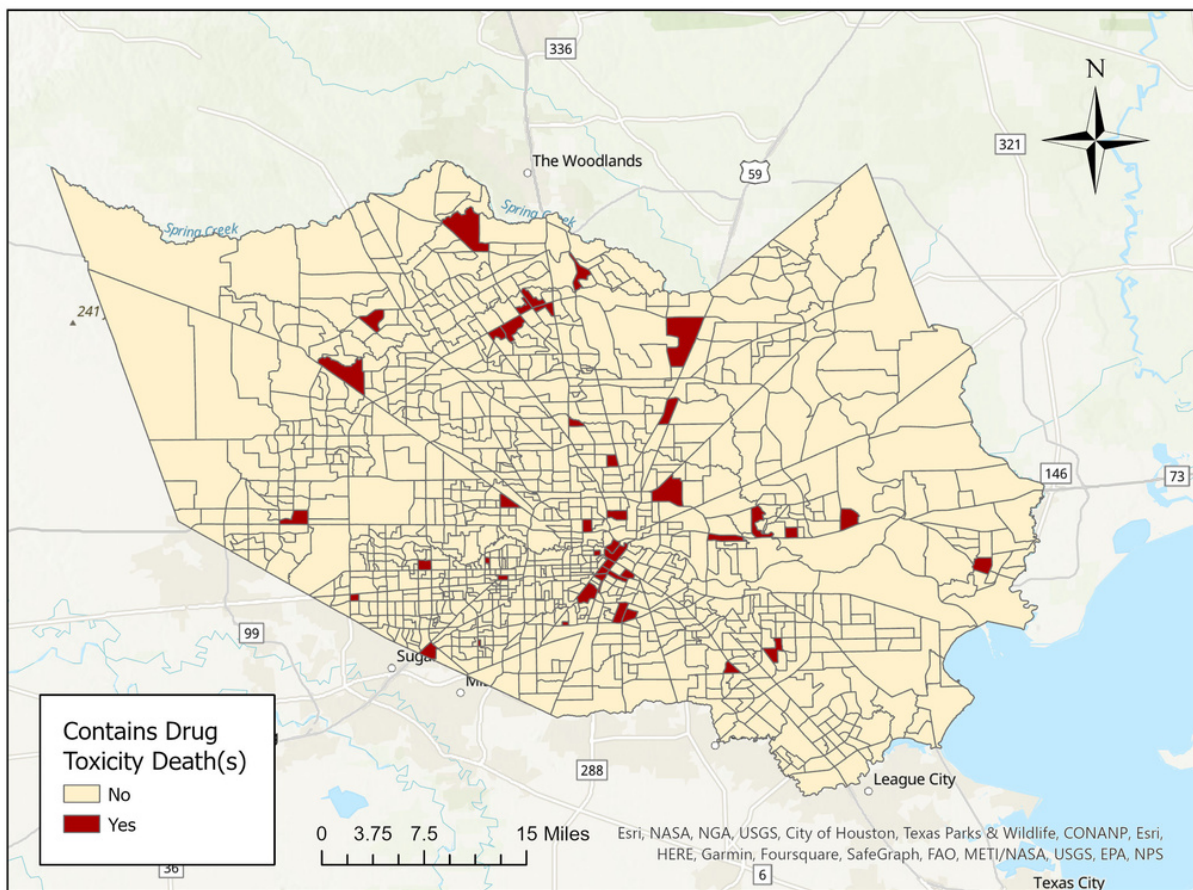 336
N
The Woodlands
321
59
Spring Creek
Spring Creek
241
146
73
99
Sugar
288
League City
Contains Drug
Toxicity Death(s)
No
Yes
0 3.75 7.5 15 Miles
Esri, NASA, NGA, USGS, City of Houston, Texas Parks & Wildlife, CONANP, Esri,
HERE, Garmin, Foursquare, SafeGraph, FAO, METI/NASA, USGS, EPA, NPS
36
6
Texas City